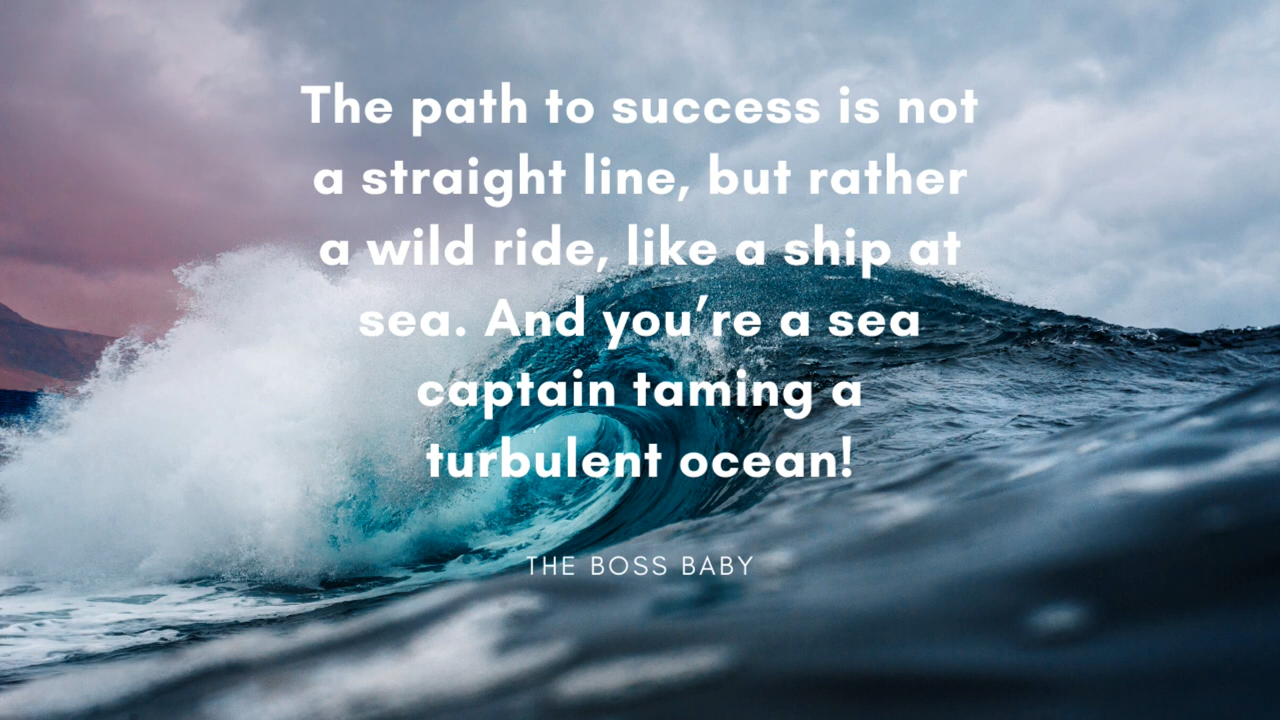 The path to success is not
a straight line, but rather
a wild ride, like a ship at
sea. And you’re a sea
captain taming a
turbulent ocean!
THE BOSS BABY